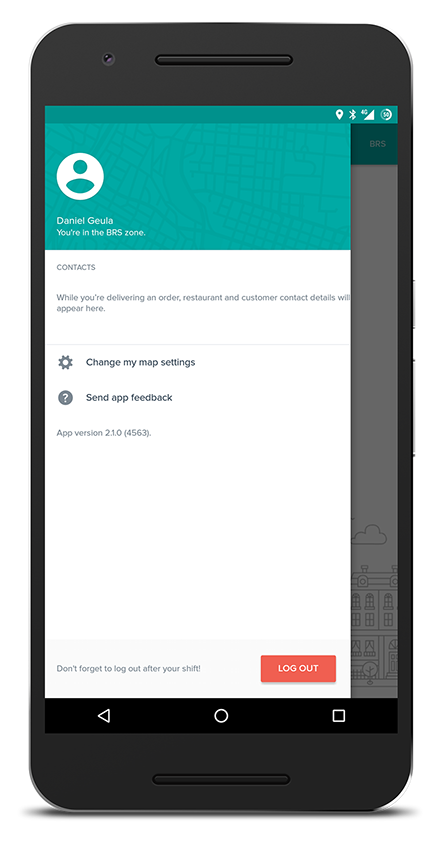 4G
50
BRS
Daniel Geula
You're in the BRS zone.
CONTACTS
While you're delivering an order, restaurant and customer contact details will
appear here.
Change my map settings
?
Send app feedback
App version 2.1.0 (4563).
Don't forget to log out after your shift!
LOG OUT